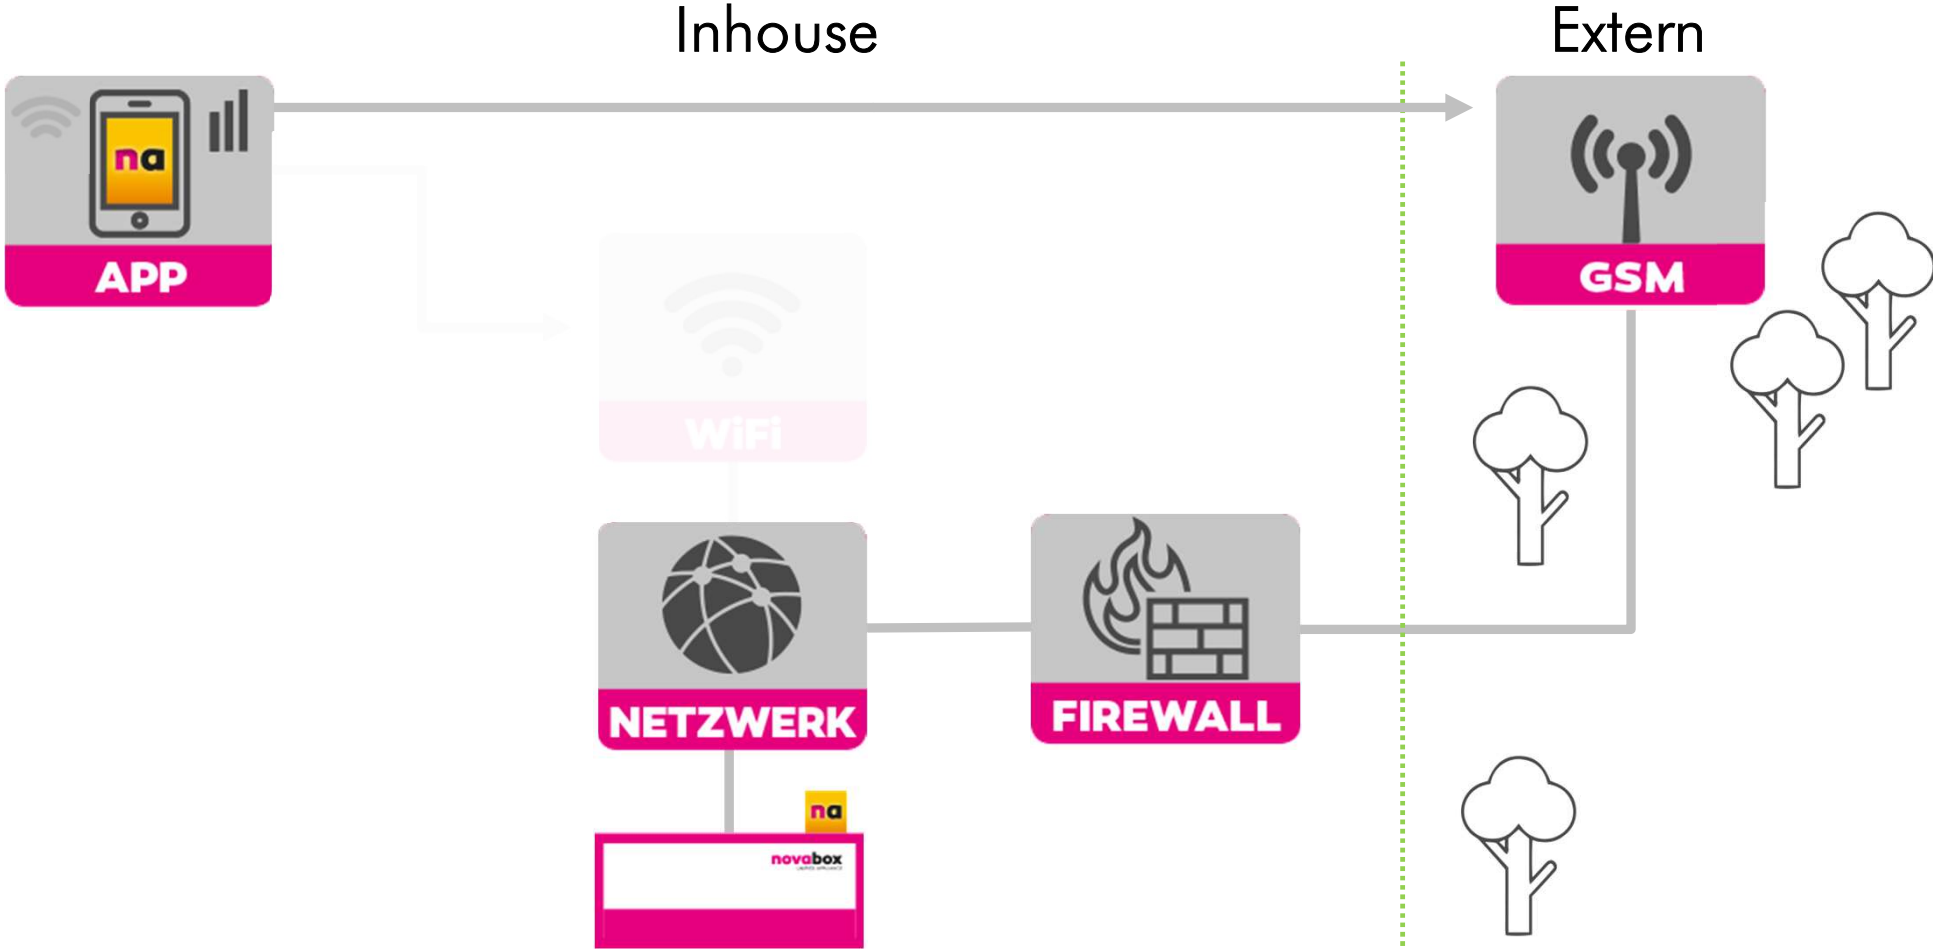 Inhouse
Extern
na
APP
GSM
WiFi
NETZWERK
FIREWALL
na
novabox